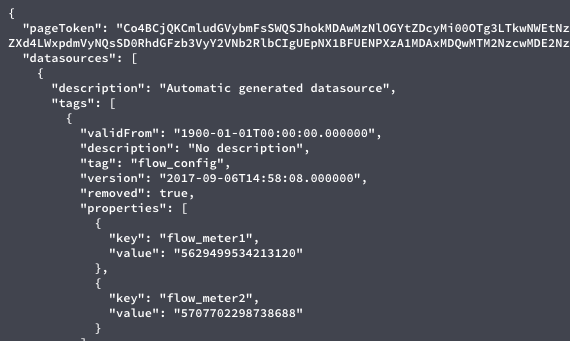 {
"pageToken": "Co4BCjQKCmludGVybmFsSWQSJhokMDAwMzNlOGYtZDcyMi00OTg3LTkwNWEtNz
ZXd4LWxpdmVyNQsSD0RhdGFzb3VyY2VNb2RlbCIgUEpNX1BFUENPXzA1MDAxMDQwMTM2NzcwMDE2Nz
"datasources": [
{
"description": "Automatic generated datasource",
"tags": [
{
"validFrom": "1900-01-01T00:00:00.000000",
"description": "No description",
"tag": "flow_config",
"version": "2017-09-06T14:58:08.000000",
"removed": true,
"properties": [
{
"key": "flow_meter1",
"value": "5629499534213120"
},
{
"key": "flow_meter2",
"value": "5707702298738688"
}